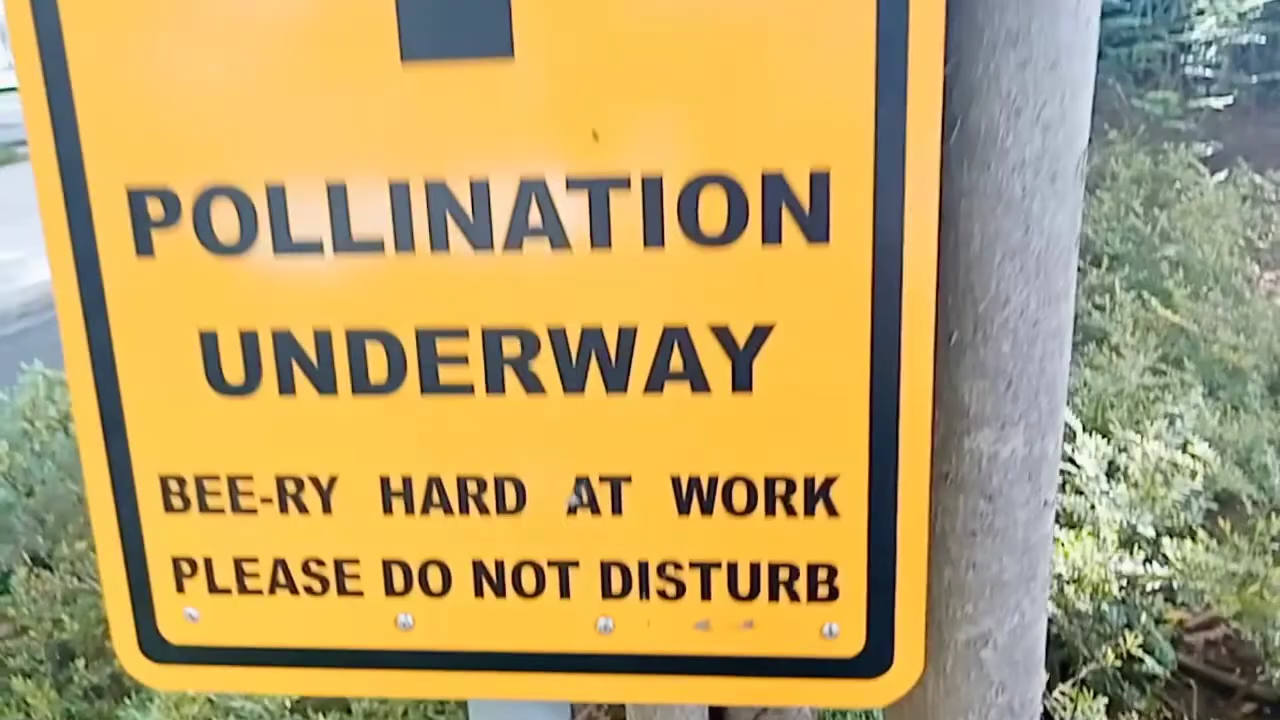 POLLINATION
UNDERWAY
BEE-RY HARD AT WORK
PLEASE DO NOT DISTURB